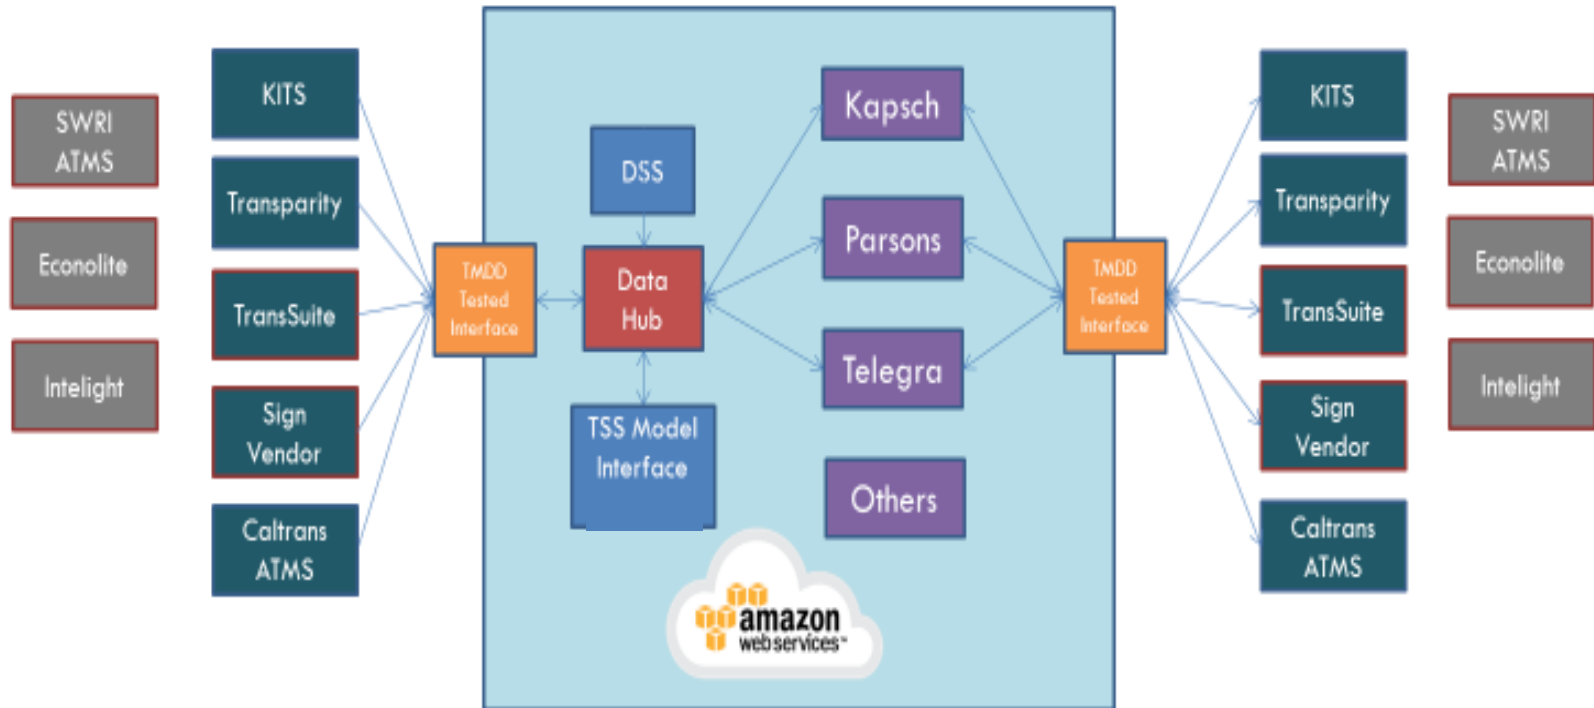 SWRI
ATMS
Econolite
Intelight
KITS
Transparity
TransSuite
Sign
Vendor
Caltrans
ATMS
TMDD
Tested
Interface
DSS
Data
Hub
TSS Model
Interface
Kapsch
Parsons
Telegra
Others
amazon
web services™
TMDD
Tested
Interface
KITS
Transparity
TransSuite
Sign
Vendor
Caltrans
ATMS
SWRI
ATMS
Econolite
Intelight